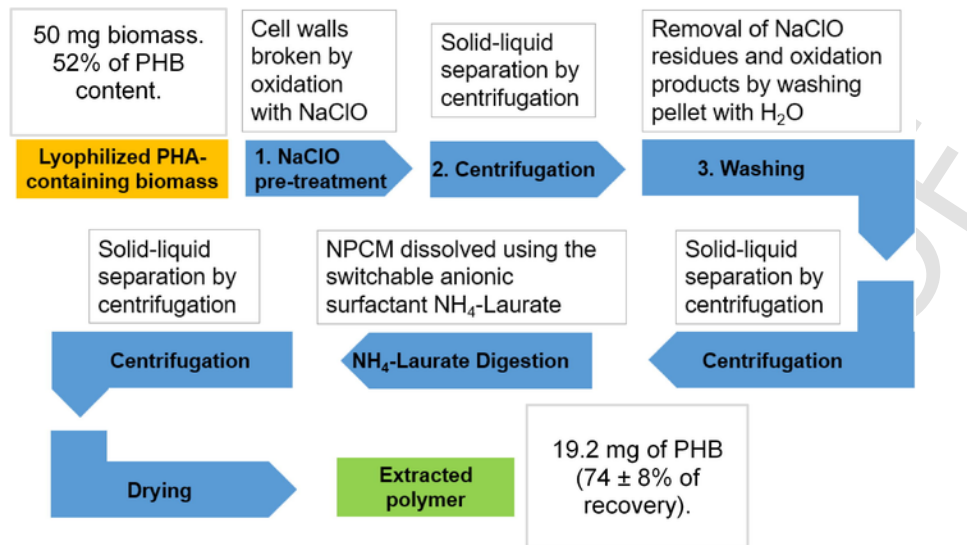 50 mg biomass.
52% of PHB
content.
Lyophilized PHA-
containing biomass
Cell walls
broken by
oxidation
with NaClO
1. NaClO
pre-treatment
Solid-liquid
separation by
centrifugation
2. Centrifugation
Removal of NaClO
residues and oxidation
products by washing
pellet with H₂O
3. Washing
Solid-liquid
separation by
centrifugation
Centrifugation
NPCM dissolved using the
switchable anionic
surfactant NH₄-Laurate
NH₄-Laurate Digestion
Solid-liquid
separation by
centrifugation
Centrifugation
Drying
Extracted
polymer
19.2 mg of PHB
(74 ± 8% of
recovery).